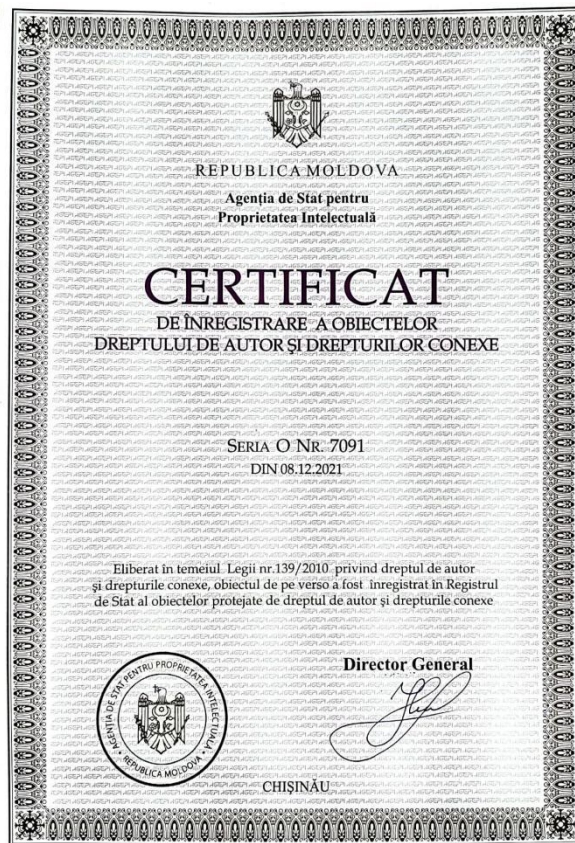 REPUBLICA MOLDOVA
Agenția de Stat pentru
Proprietatea Intelectuală
CERTIFICAT
DE ÎNREGISTRARE A OBIECTELOR
DREPTULUI DE AUTOR ȘI DREPTURILOR CONEXE
SERIA O NR. 7091
DIN 08.12.2021
Eliberat în temeiul Legii nr.139/2010 privind dreptul de autor
și drepturile conexe, obiectul de pe verso a fost înregistrat în Registrul
de Stat al obiectelor protejate de dreptul de autor și drepturile conexe
Director General
AGENȚIA DE STAT PENTRU PROPRIETATEA INTELECTUALĂ
REPUBLICA MOLDOVA
CHIȘINĂU